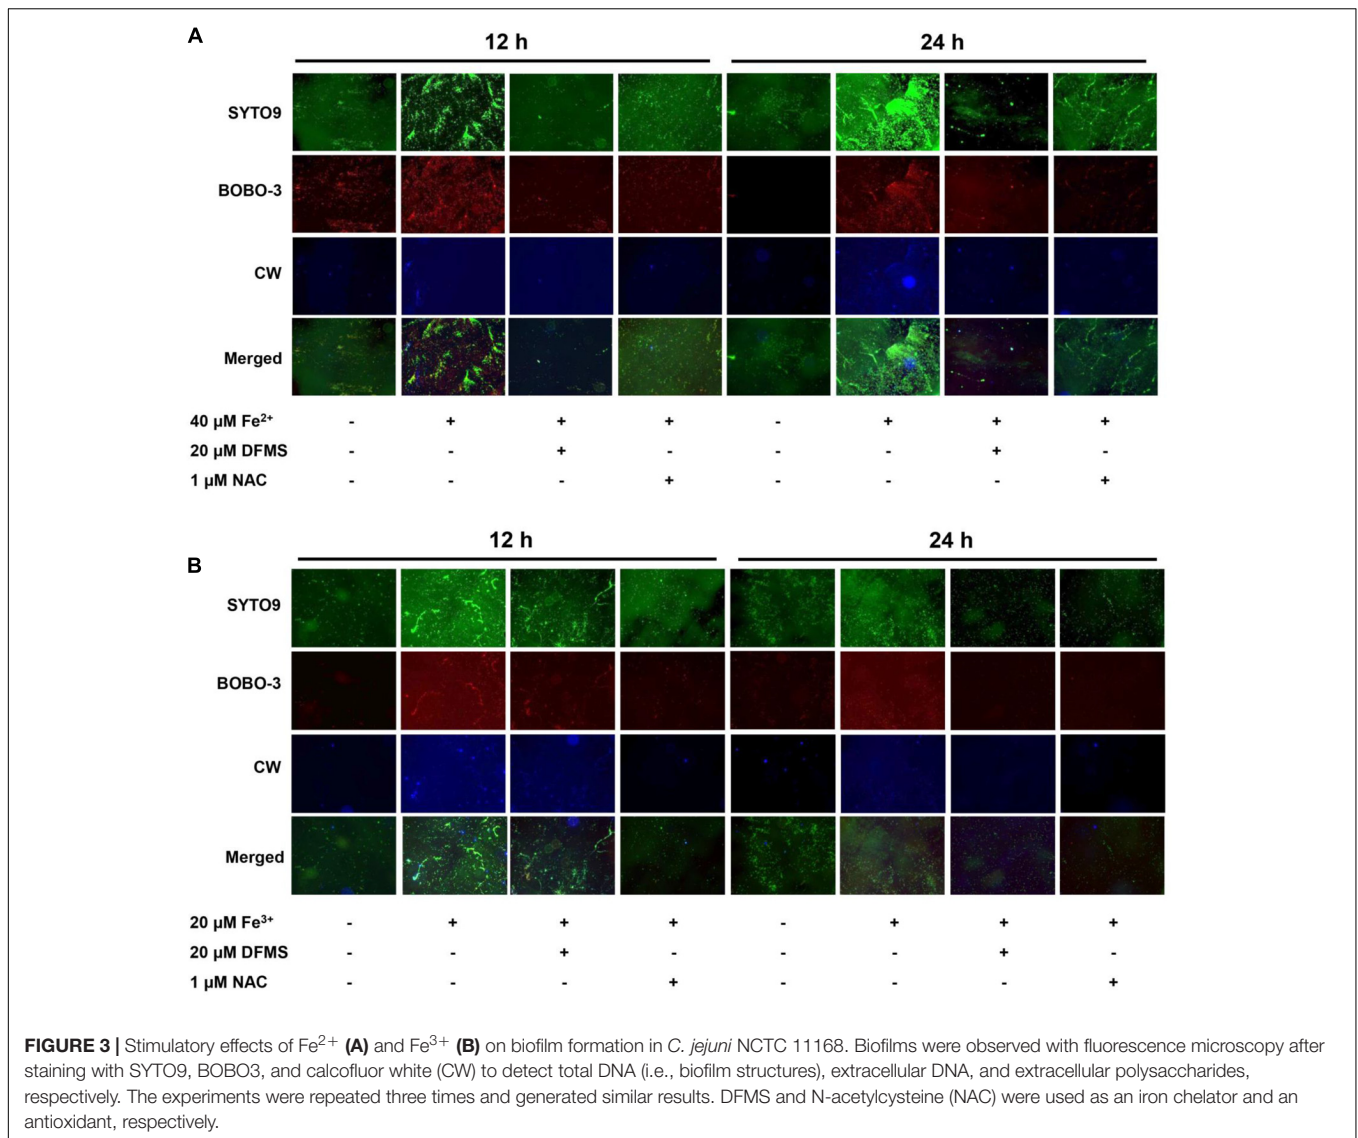 A
12 h 24 h
SYTO9
BOBO-3
CW
Merged
40 µM Fe²⁺ - + + + - + + +
20 µM DFMS - - + - - - + -
1 µM NAC - - - + - - - +
12 h 24 h
B
SYTO9
BOBO-3
CW
Merged
20 µM Fe³⁺ - + + + - + + +
20 µM DFMS - - + - - - + -
1 µM NAC - - - + - - - +
FIGURE 3 | Stimulatory effects of Fe²⁺ (A) and Fe³⁺ (B) on biofilm formation in C. jejuni NCTC 11168. Biofilms were observed with fluorescence microscopy after
staining with SYTO9, BOBO3, and calcofluor white (CW) to detect total DNA (i.e., biofilm structures), extracellular DNA, and extracellular polysaccharides,
respectively. The experiments were repeated three times and generated similar results. DFMS and N-acetylcysteine (NAC) were used as an iron chelator and an
antioxidant, respectively.